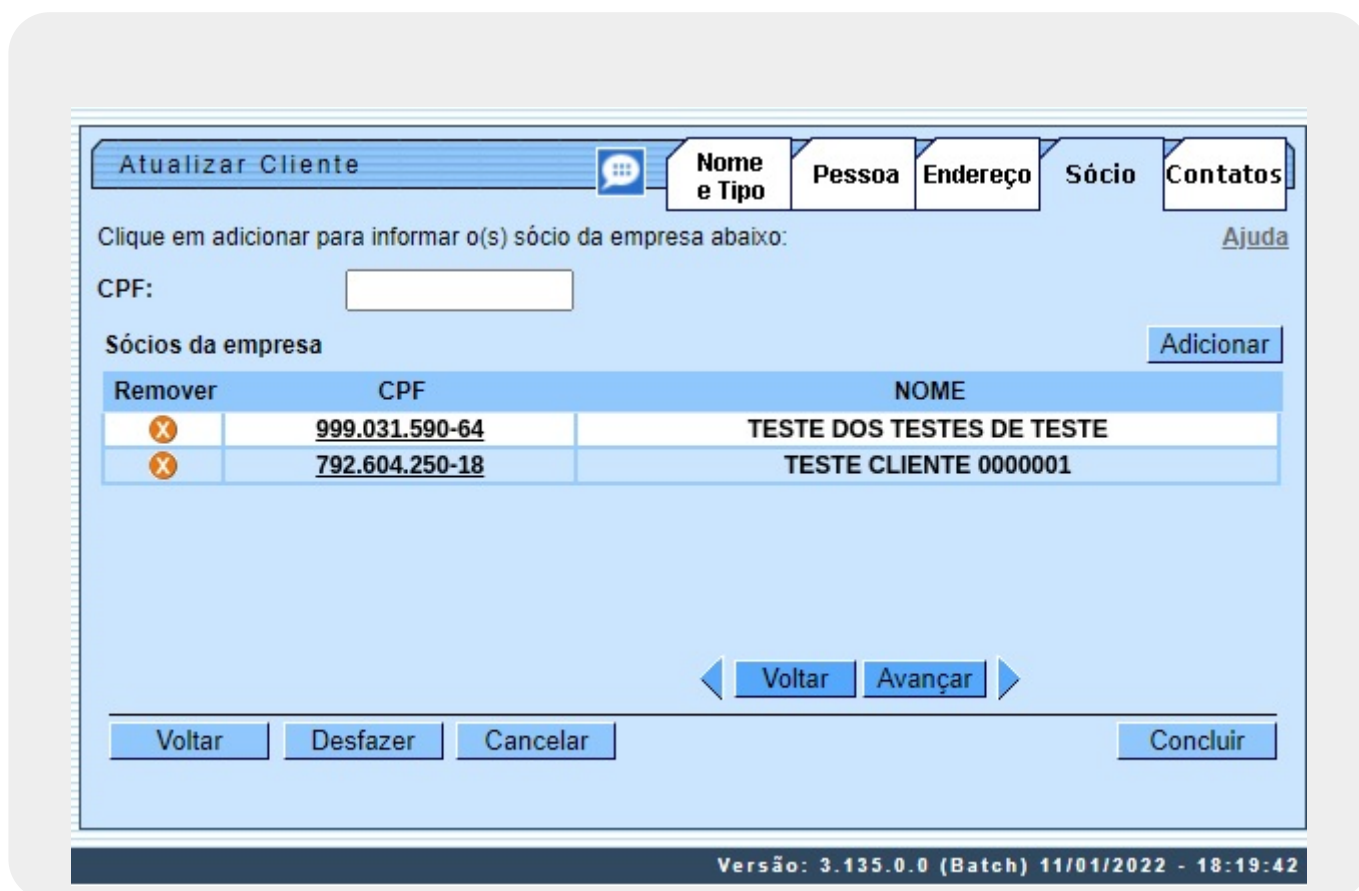 Atualizar Cliente
Nome e Tipo
Pessoa
Endereço
Sócio
Contatos
Clique em adicionar para informar o(s) sócio da empresa abaixo:
Ajuda
CPF:
Sócios da empresa
Adicionar
Remover CPF NOME
999.031.590-64 TESTE DOS TESTES DE TESTE
792.604.250-18 TESTE CLIENTE 0000001
Voltar Avançar
Voltar Desfazer Cancelar Concluir
Versão: 3.135.0.0 (Batch) 11/01/2022 - 18:19:42